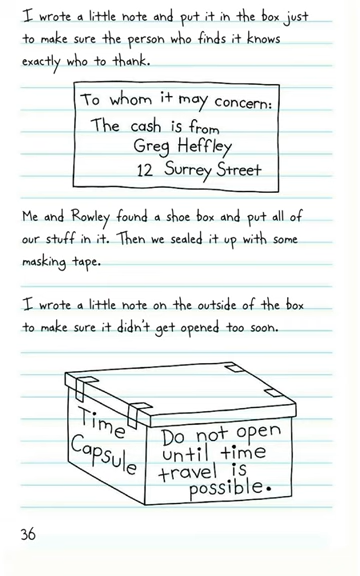 I wrote a little note and put it in the box just
to make sure the person who finds it knows
exactly who to thank.
To whom it may concern:
The cash is from
Greg Heffley
12 Surrey Street
Me and Rowley found a shoe box and put all of
our stuff in it. Then we sealed it up with some
masking tape.
I wrote a little note on the outside of the box
to make sure it didn't get opened too soon.
Time
Capsule
Do not open
until time
travel is
possible.
36